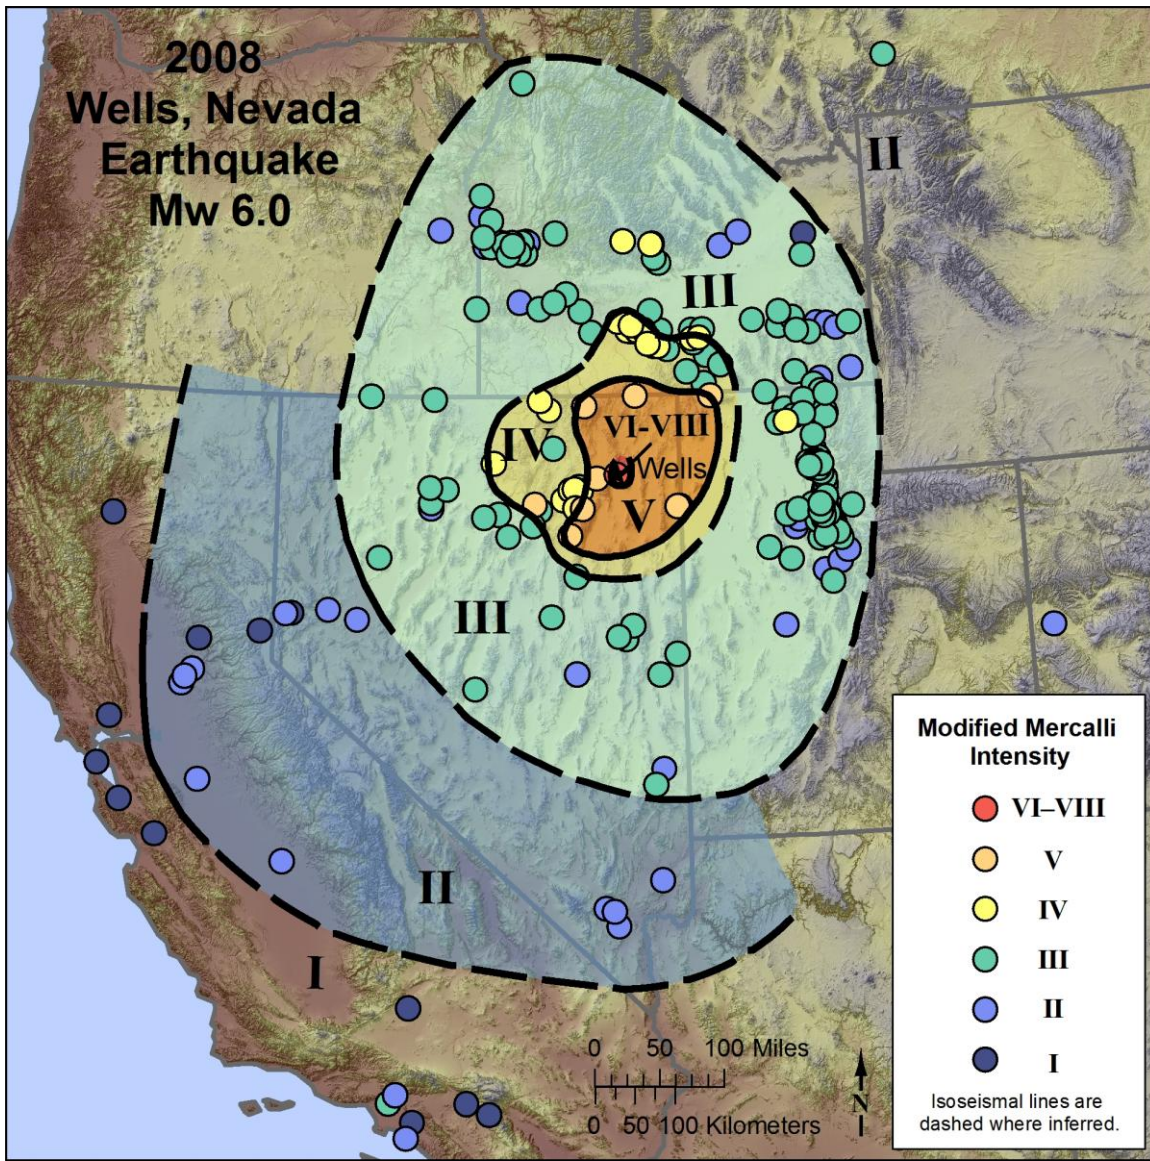 2008
Wells, Nevada
Earthquake
Mw 6.0
II
III
VI-VIII
IV
Wells
V
III
II
I
Modified Mercalli
Intensity
VI–VIII
V
IV
III
II
I
Isoseismal lines are
dashed where inferred.
0 50 100 Miles
0 50 100 Kilometers
N